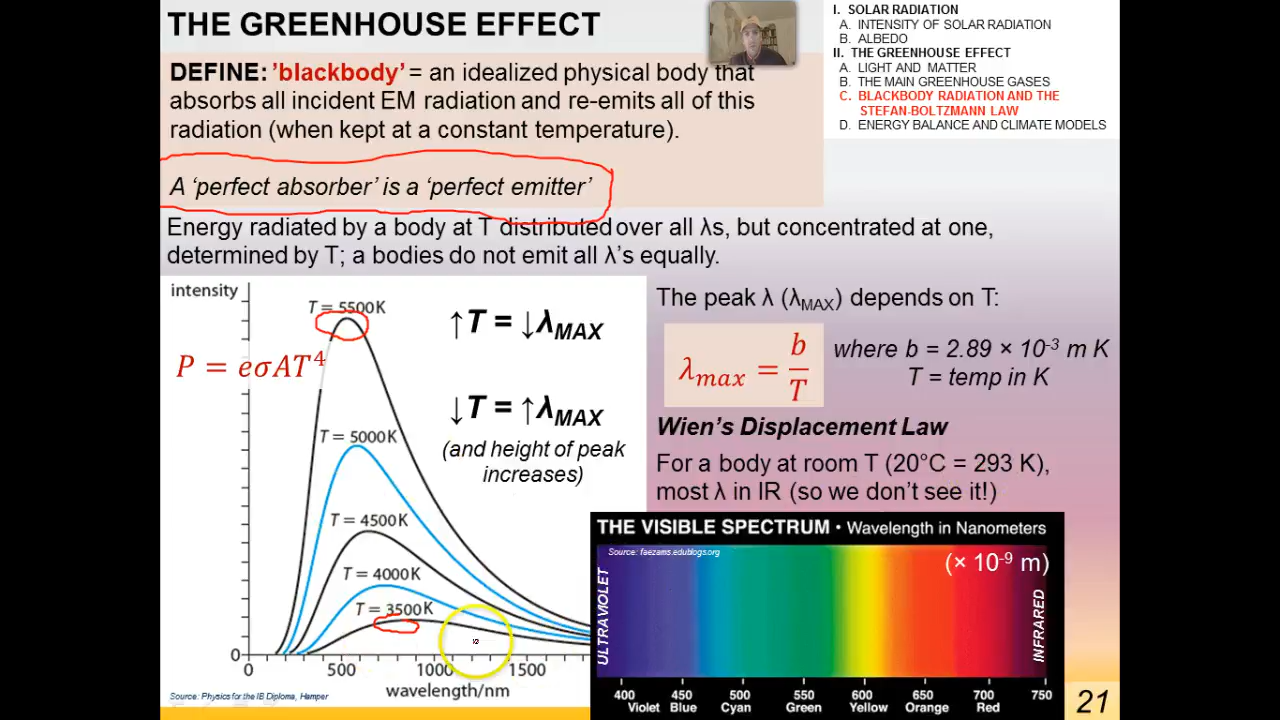 THE GREENHOUSE EFFECT
DEFINE: 'blackbody' = an idealized physical body that
absorbs all incident EM radiation and re-emits all of this
radiation (when kept at a constant temperature).
A 'perfect absorber' is a 'perfect emitter'
I. SOLAR RADIATION
A. INTENSITY OF SOLAR RADIATION
B. ALBEDO
II. THE GREENHOUSE EFFECT
A. LIGHT AND MATTER
B. THE MAIN GREENHOUSE GASES
C. BLACKBODY RADIATION AND THE
STEFAN-BOLTZMANN LAW
D. ENERGY BALANCE AND CLIMATE MODELS
Energy radiated by a body at T distributed over all λs, but concentrated at one,
determined by T; a bodies do not emit all λ's equally.
intensity
T = 5500K
P = eσAT⁴
T = 5000K
T = 4500K
T = 4000K
T = 3500K
0
0 500 1000 1500
wavelength/nm
Source: Physics for the IB Diploma, Hamper
↑T = ↓λMAX
↓T = ↑λMAX
(and height of peak
increases)
The peak λ (λMAX) depends on T:
λmax = b/T
where b = 2.89 × 10⁻³ m K
T = temp in K
Wien's Displacement Law
For a body at room T (20°C = 293 K),
most λ in IR (so we don't see it!)
THE VISIBLE SPECTRUM • Wavelength in Nanometers
Source: faezams.edublogs.org
(× 10⁻⁹ m)
ULTRAVIOLET
INFRARED
400 450 500 550 600 650 700 750
Violet Blue Cyan Green Yellow Orange Red
21